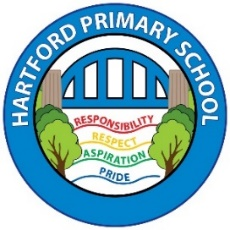 HARTFORD PRIMARY SCHOOL
RESPONSIBILITY
RESPECT
ASPIRATION
PRIDE